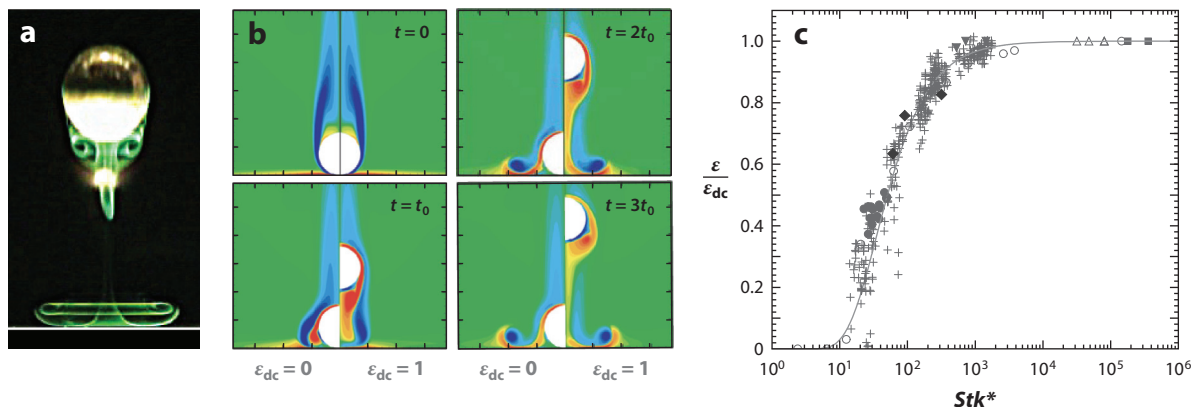 a
b
t = 0
t = 2t0
t = t0
t = 3t0
εdc = 0
εdc = 1
εdc = 0
εdc = 1
c
1.0
0.8
0.6
0.4
0.2
0
ε
εdc
10^0
10^1
10^2
10^3
10^4
10^5
10^6
Stk*